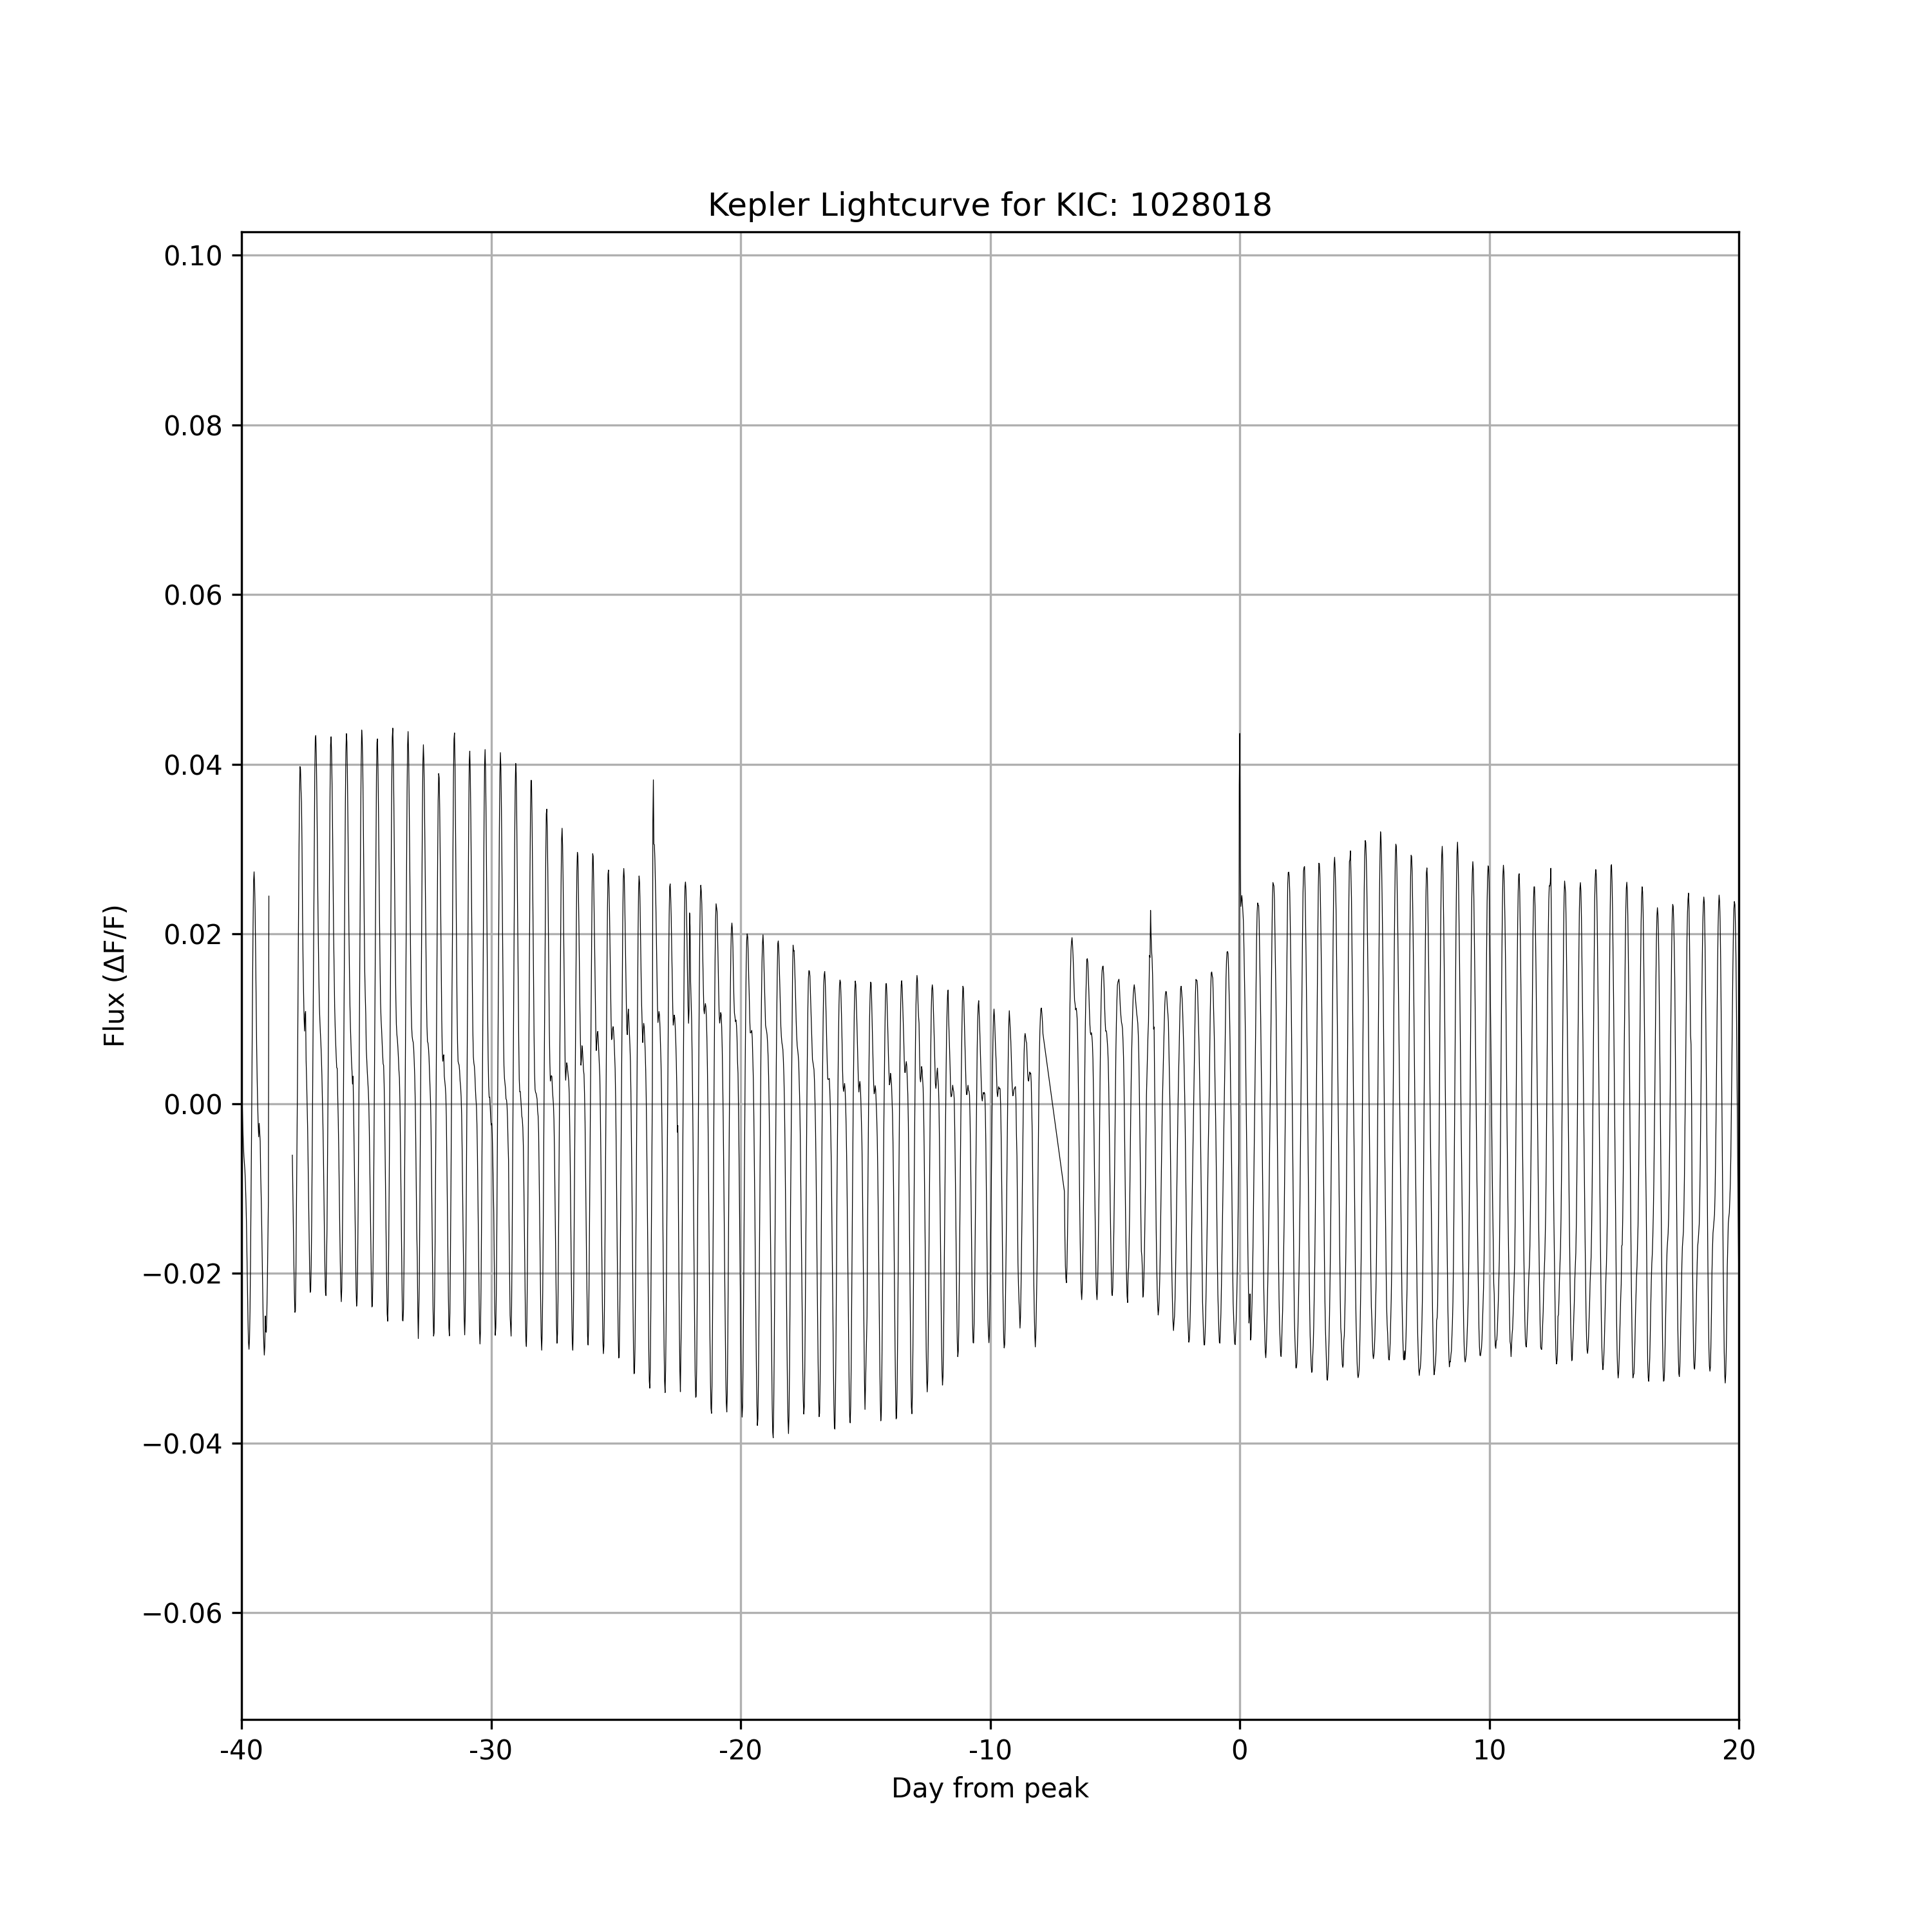 Kepler Lightcurve for KIC: 1028018
0.10
0.08
0.06
0.04
0.02
0.00
−0.02
−0.04
−0.06
Flux (ΔF/F)
-40 -30 -20 -10 0 10 20
Day from peak